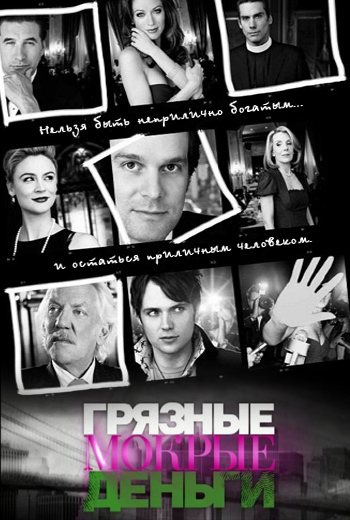 Нельзя быть неприлично богатым...
и остаться приличным человеком
ГРЯЗНЫЕ
МОКРЫЕ
ДЕНЬГИ